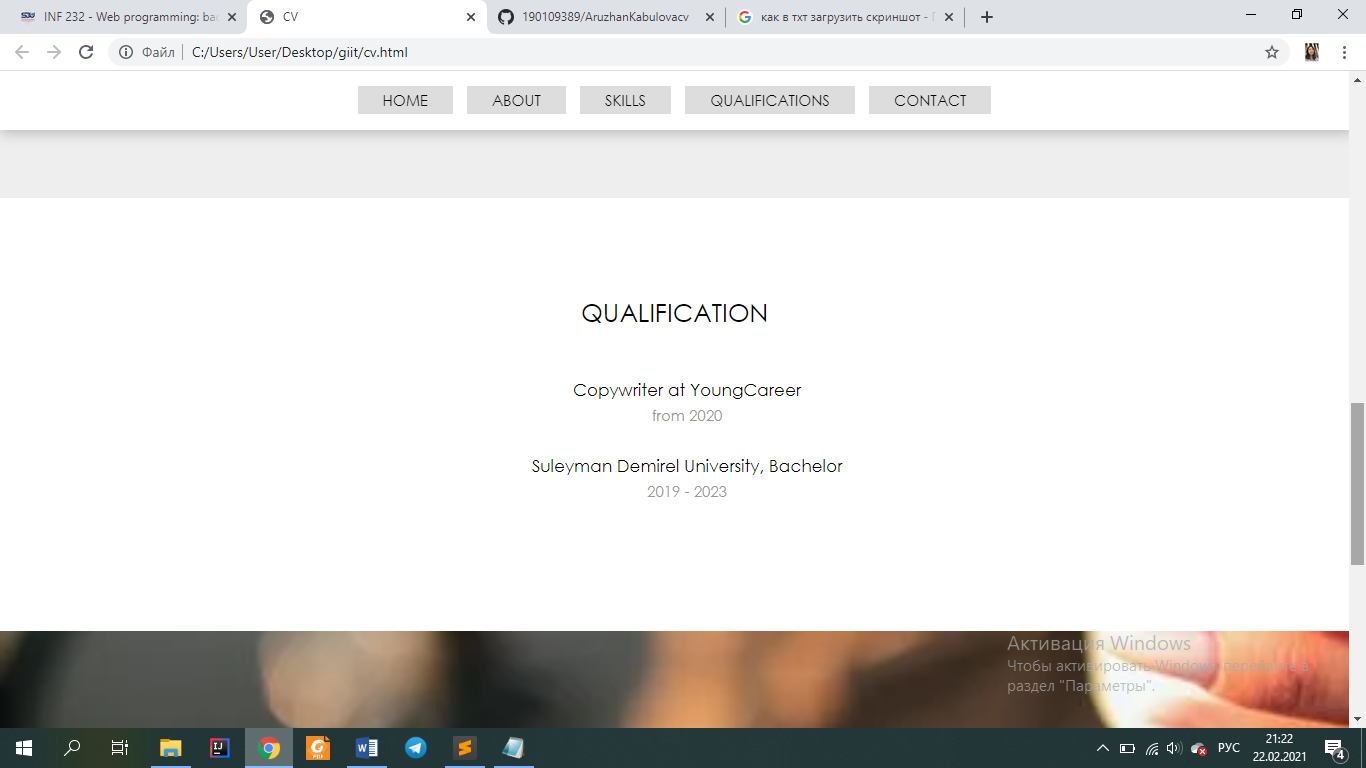 INF 232 - Web programming: bac
CV
190109389/AruzhanKabulovacv
как в тхт загрузить скриншот - П
Файл
C:/Users/User/Desktop/giit/cv.html
HOME ABOUT SKILLS QUALIFICATIONS CONTACT
QUALIFICATION
Copywriter at YoungCareer
from 2020
Suleyman Demirel University, Bachelor
2019 - 2023
Активация Windows
Чтобы активировать Windows, перейдите в
раздел "Параметры".
РУС
21:22
22.02.2021
4